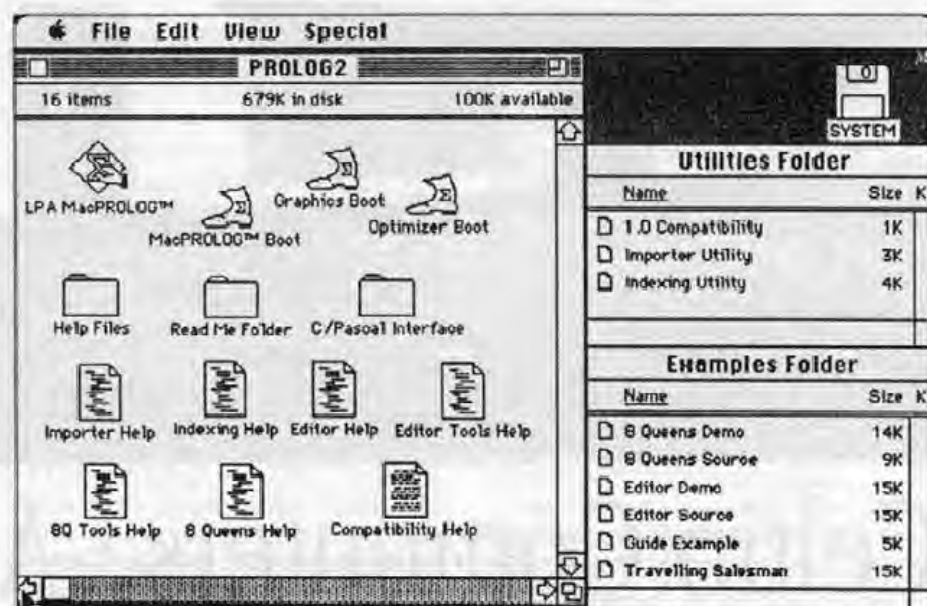 File Edit View Special
PROLOG2
16 items 679K in disk 100K available
LPA MacPROLOG™
MacPROLOG™ Boot
Graphics Boot
Optimizer Boot
Help Files
Read Me Folder
C/Pascal Interface
Importer Help
Indexing Help
Editor Help
Editor Tools Help
8Q Tools Help
8 Queens Help
Compatibility Help
SYSTEM
Utilities Folder
Name Size K
1.0 Compatibility 1K
Importer Utility 3K
Indexing Utility 4K
Examples Folder
Name Size K
8 Queens Demo 14K
8 Queens Source 9K
Editor Demo 15K
Editor Source 15K
Guide Example 5K
Travelling Salesman 15K